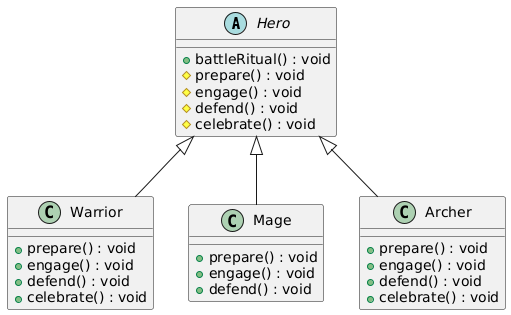 A Hero
battleRitual() : void
prepare() : void
engage() : void
defend() : void
celebrate() : void
C Warrior
prepare() : void
engage() : void
defend() : void
celebrate() : void
C Mage
prepare() : void
engage() : void
defend() : void
C Archer
prepare() : void
engage() : void
defend() : void
celebrate() : void